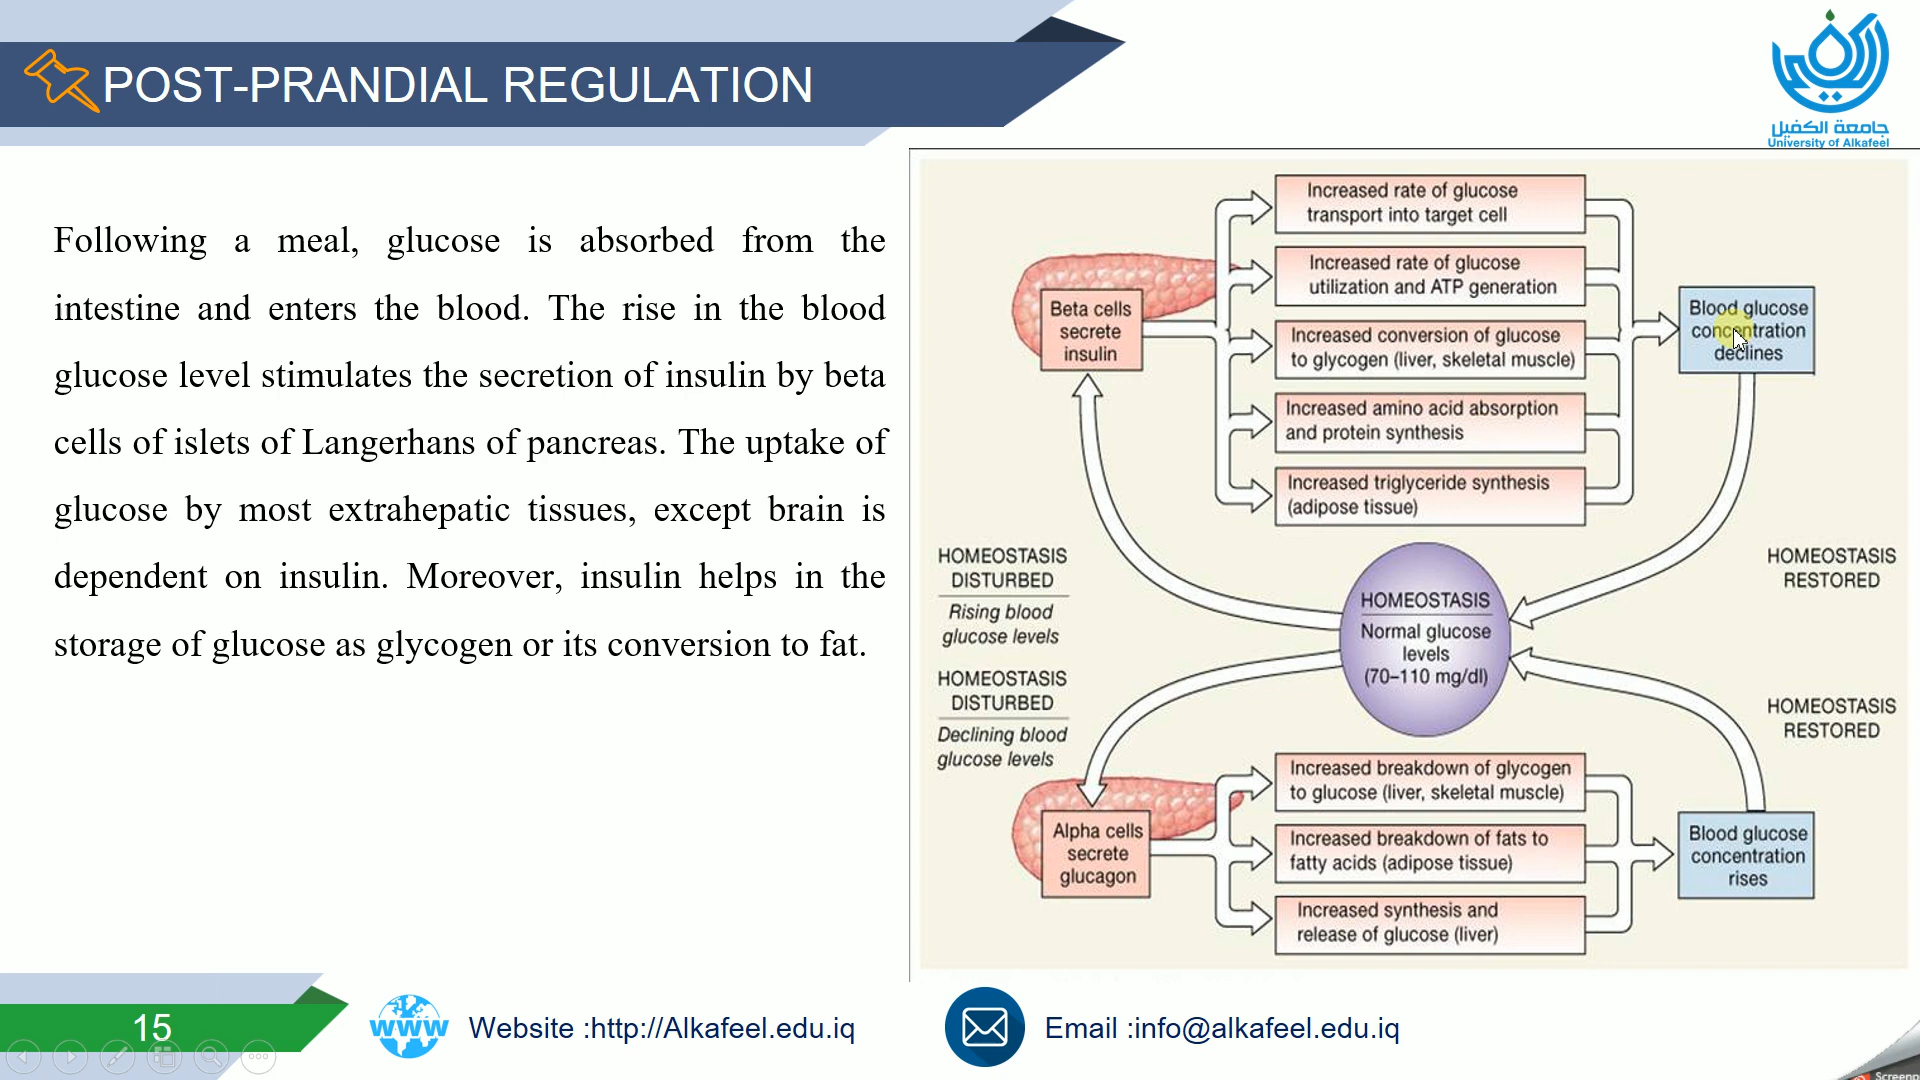 POST-PRANDIAL REGULATION
جامعة الكفيل
University of Alkafeel
Following a meal, glucose is absorbed from the
intestine and enters the blood. The rise in the blood
glucose level stimulates the secretion of insulin by beta
cells of islets of Langerhans of pancreas. The uptake of
glucose by most extrahepatic tissues, except brain is
dependent on insulin. Moreover, insulin helps in the
storage of glucose as glycogen or its conversion to fat.
Beta cells
secrete
insulin
Increased rate of glucose
transport into target cell
Increased rate of glucose
utilization and ATP generation
Increased conversion of glucose
to glycogen (liver, skeletal muscle)
Increased amino acid absorption
and protein synthesis
Increased triglyceride synthesis
(adipose tissue)
Blood glucose
concentration
declines
HOMEOSTASIS
DISTURBED
Rising blood
glucose levels
HOMEOSTASIS
Normal glucose
levels
(70–110 mg/dl)
HOMEOSTASIS
RESTORED
HOMEOSTASIS
DISTURBED
Declining blood
glucose levels
HOMEOSTASIS
RESTORED
Alpha cells
secrete
glucagon
Increased breakdown of glycogen
to glucose (liver, skeletal muscle)
Increased breakdown of fats to
fatty acids (adipose tissue)
Increased synthesis and
release of glucose (liver)
Blood glucose
concentration
rises
15
WWW
Website :http://Alkafeel.edu.iq
Email :info@alkafeel.edu.iq